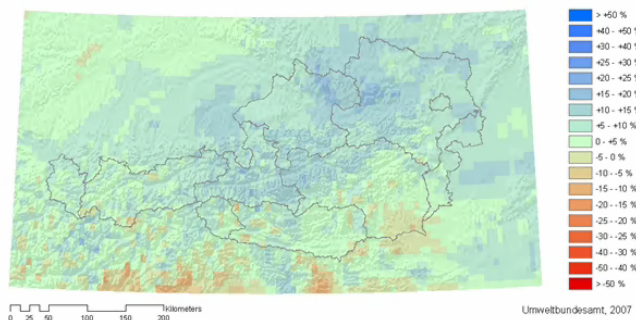 > +50 %
+40 - +50 %
+30 - +40 %
+25 - +30 %
+20 - +25 %
+15 - +20 %
+10 - +15 %
+5 - +10 %
0 - +5 %
-5 - 0 %
-10 - -5 %
-15 - -10 %
-20 - -15 %
-25 - -20 %
-30 - -25 %
-40 - -30 %
-50 - -40 %
> -50 %
Kilometers
0 25 50 100 150 200
Umweltbundesamt, 2007